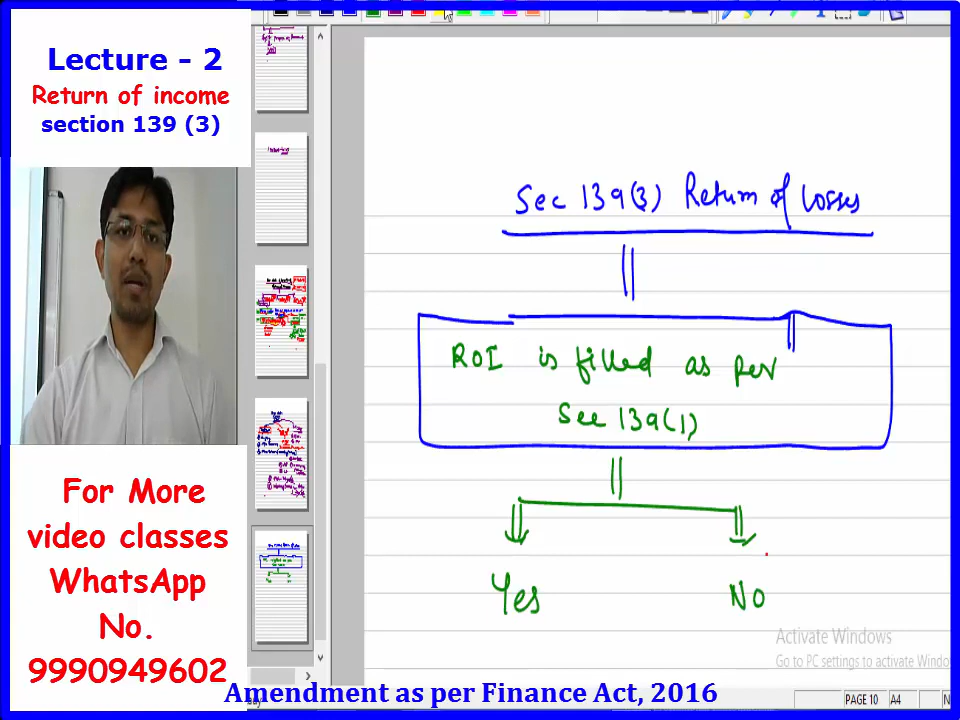 Lecture - 2
Return of income
section 139 (3)
Sec 139(3) Return of losses
ROI is filled as per
Sec 139(1)
Yes
No
For More
video classes
WhatsApp
No.
9990949602
Activate Windows
Go to PC settings to activate Windo
PAGE 10
A4
Amendment as per Finance Act, 2016